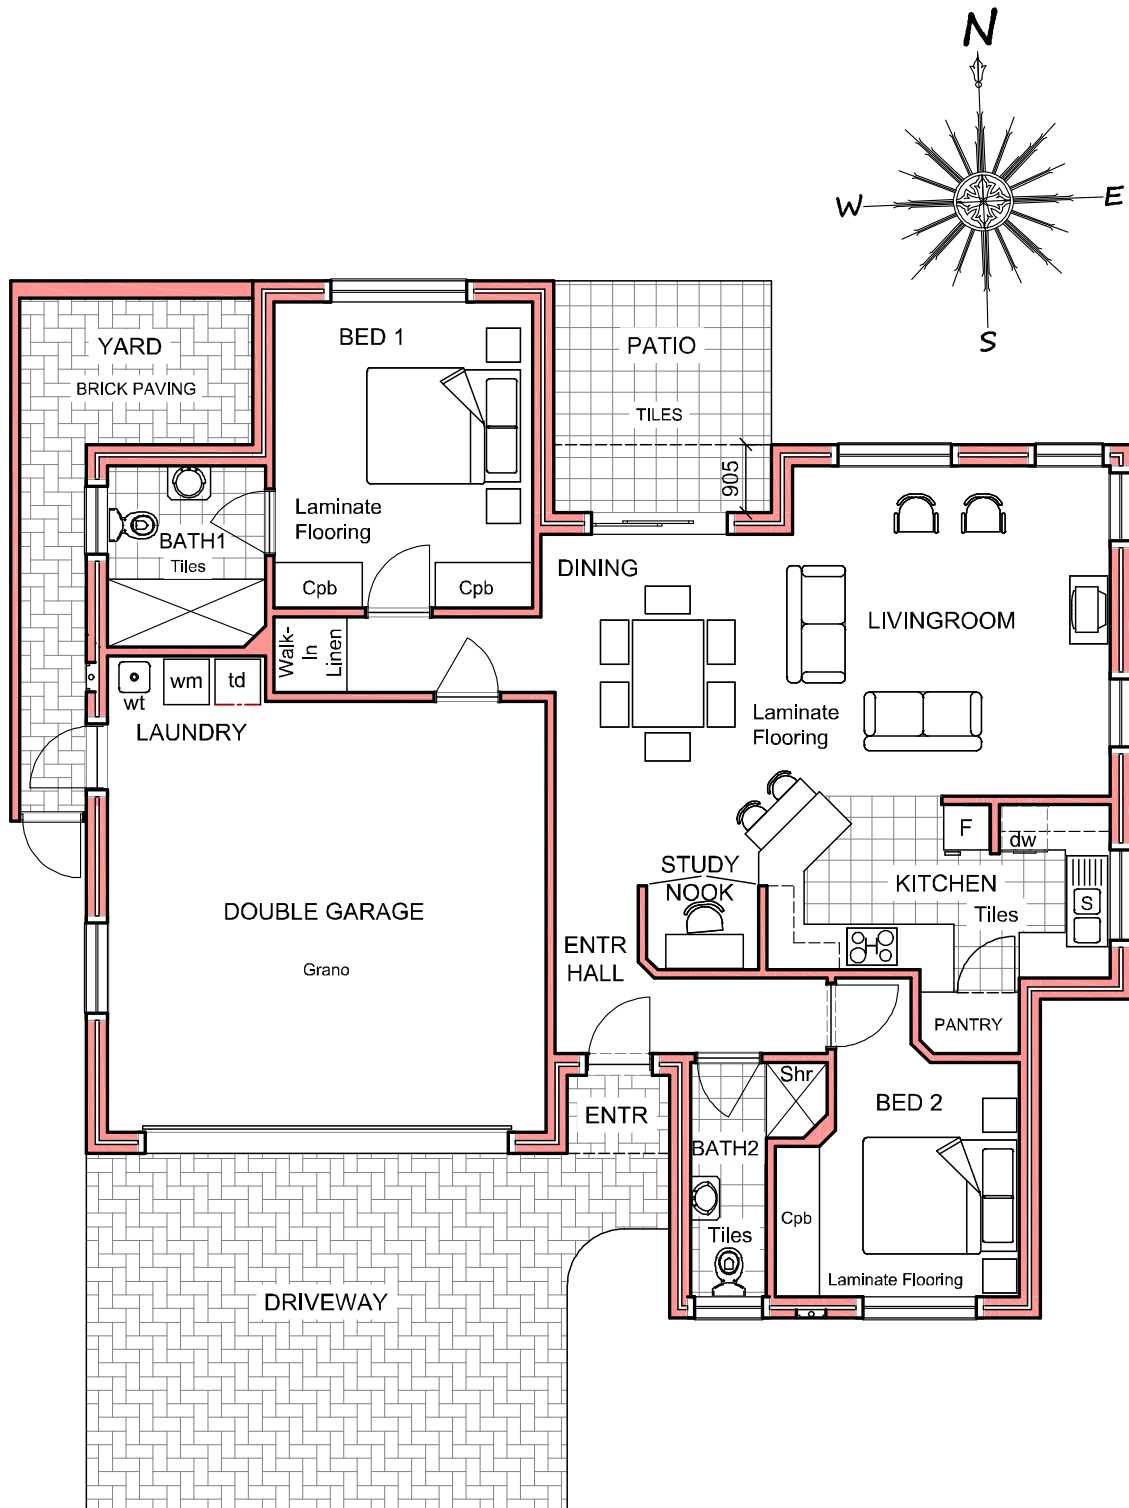 N
W
E
S
YARD
BRICK PAVING
BED 1
PATIO
TILES
905
Laminate
Flooring
BATH1
Tiles
Cpb
Cpb
DINING
LIVINGROOM
Walk-
In
Linen
wt
wm
td
LAUNDRY
Laminate
Flooring
F
dw
STUDY
NOOK
KITCHEN
Tiles
S
DOUBLE GARAGE
Grano
ENTR
HALL
PANTRY
Shr
ENTR
BED 2
BATH2
Cpb
Tiles
Laminate Flooring
DRIVEWAY